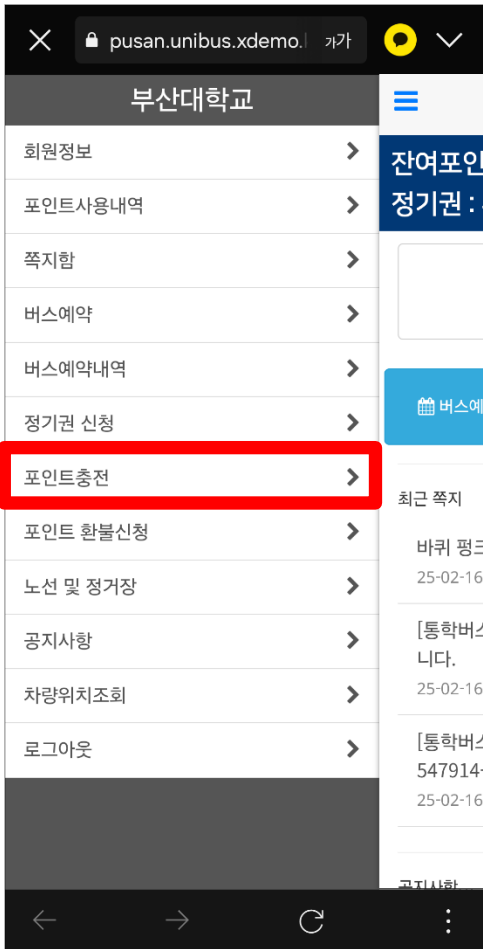 pusan.unibus.xdemo. 가가
부산대학교
회원정보
포인트사용내역
쪽지함
버스예약
버스예약내역
정기권 신청
포인트충전
포인트 환불신청
노선 및 정거장
공지사항
차량위치조회
로그아웃
잔여포인
정기권 :
버스예
최근 쪽지
바퀴 펑크
25-02-16
[통학버스
니다.
25-02-16
[통학버스
547914-
25-02-16
공지사항